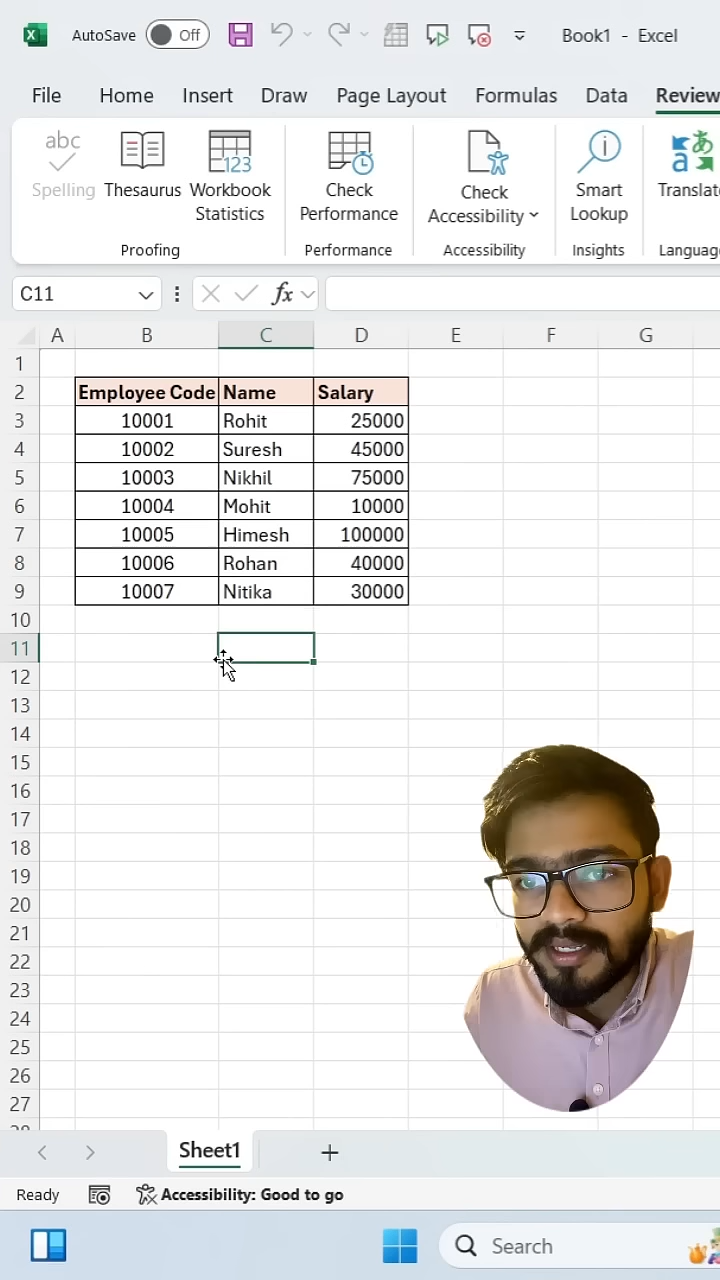 AutoSave Off Book1 - Excel
File Home Insert Draw Page Layout Formulas Data Review
abc 123 あ a
Spelling Thesaurus Workbook Statistics Check Performance Check Accessibility Smart Lookup Translate
Proofing Performance Accessibility Insights Language
C11 fx
A B C D E F G
1
2 Employee Code Name Salary
3 10001 Rohit 25000
4 10002 Suresh 45000
5 10003 Nikhil 75000
6 10004 Mohit 10000
7 10005 Himesh 100000
8 10006 Rohan 40000
9 10007 Nitika 30000
10
11
12
13
14
15
16
17
18
19
20
21
22
23
24
25
26
27
Sheet1
Ready Accessibility: Good to go
Search